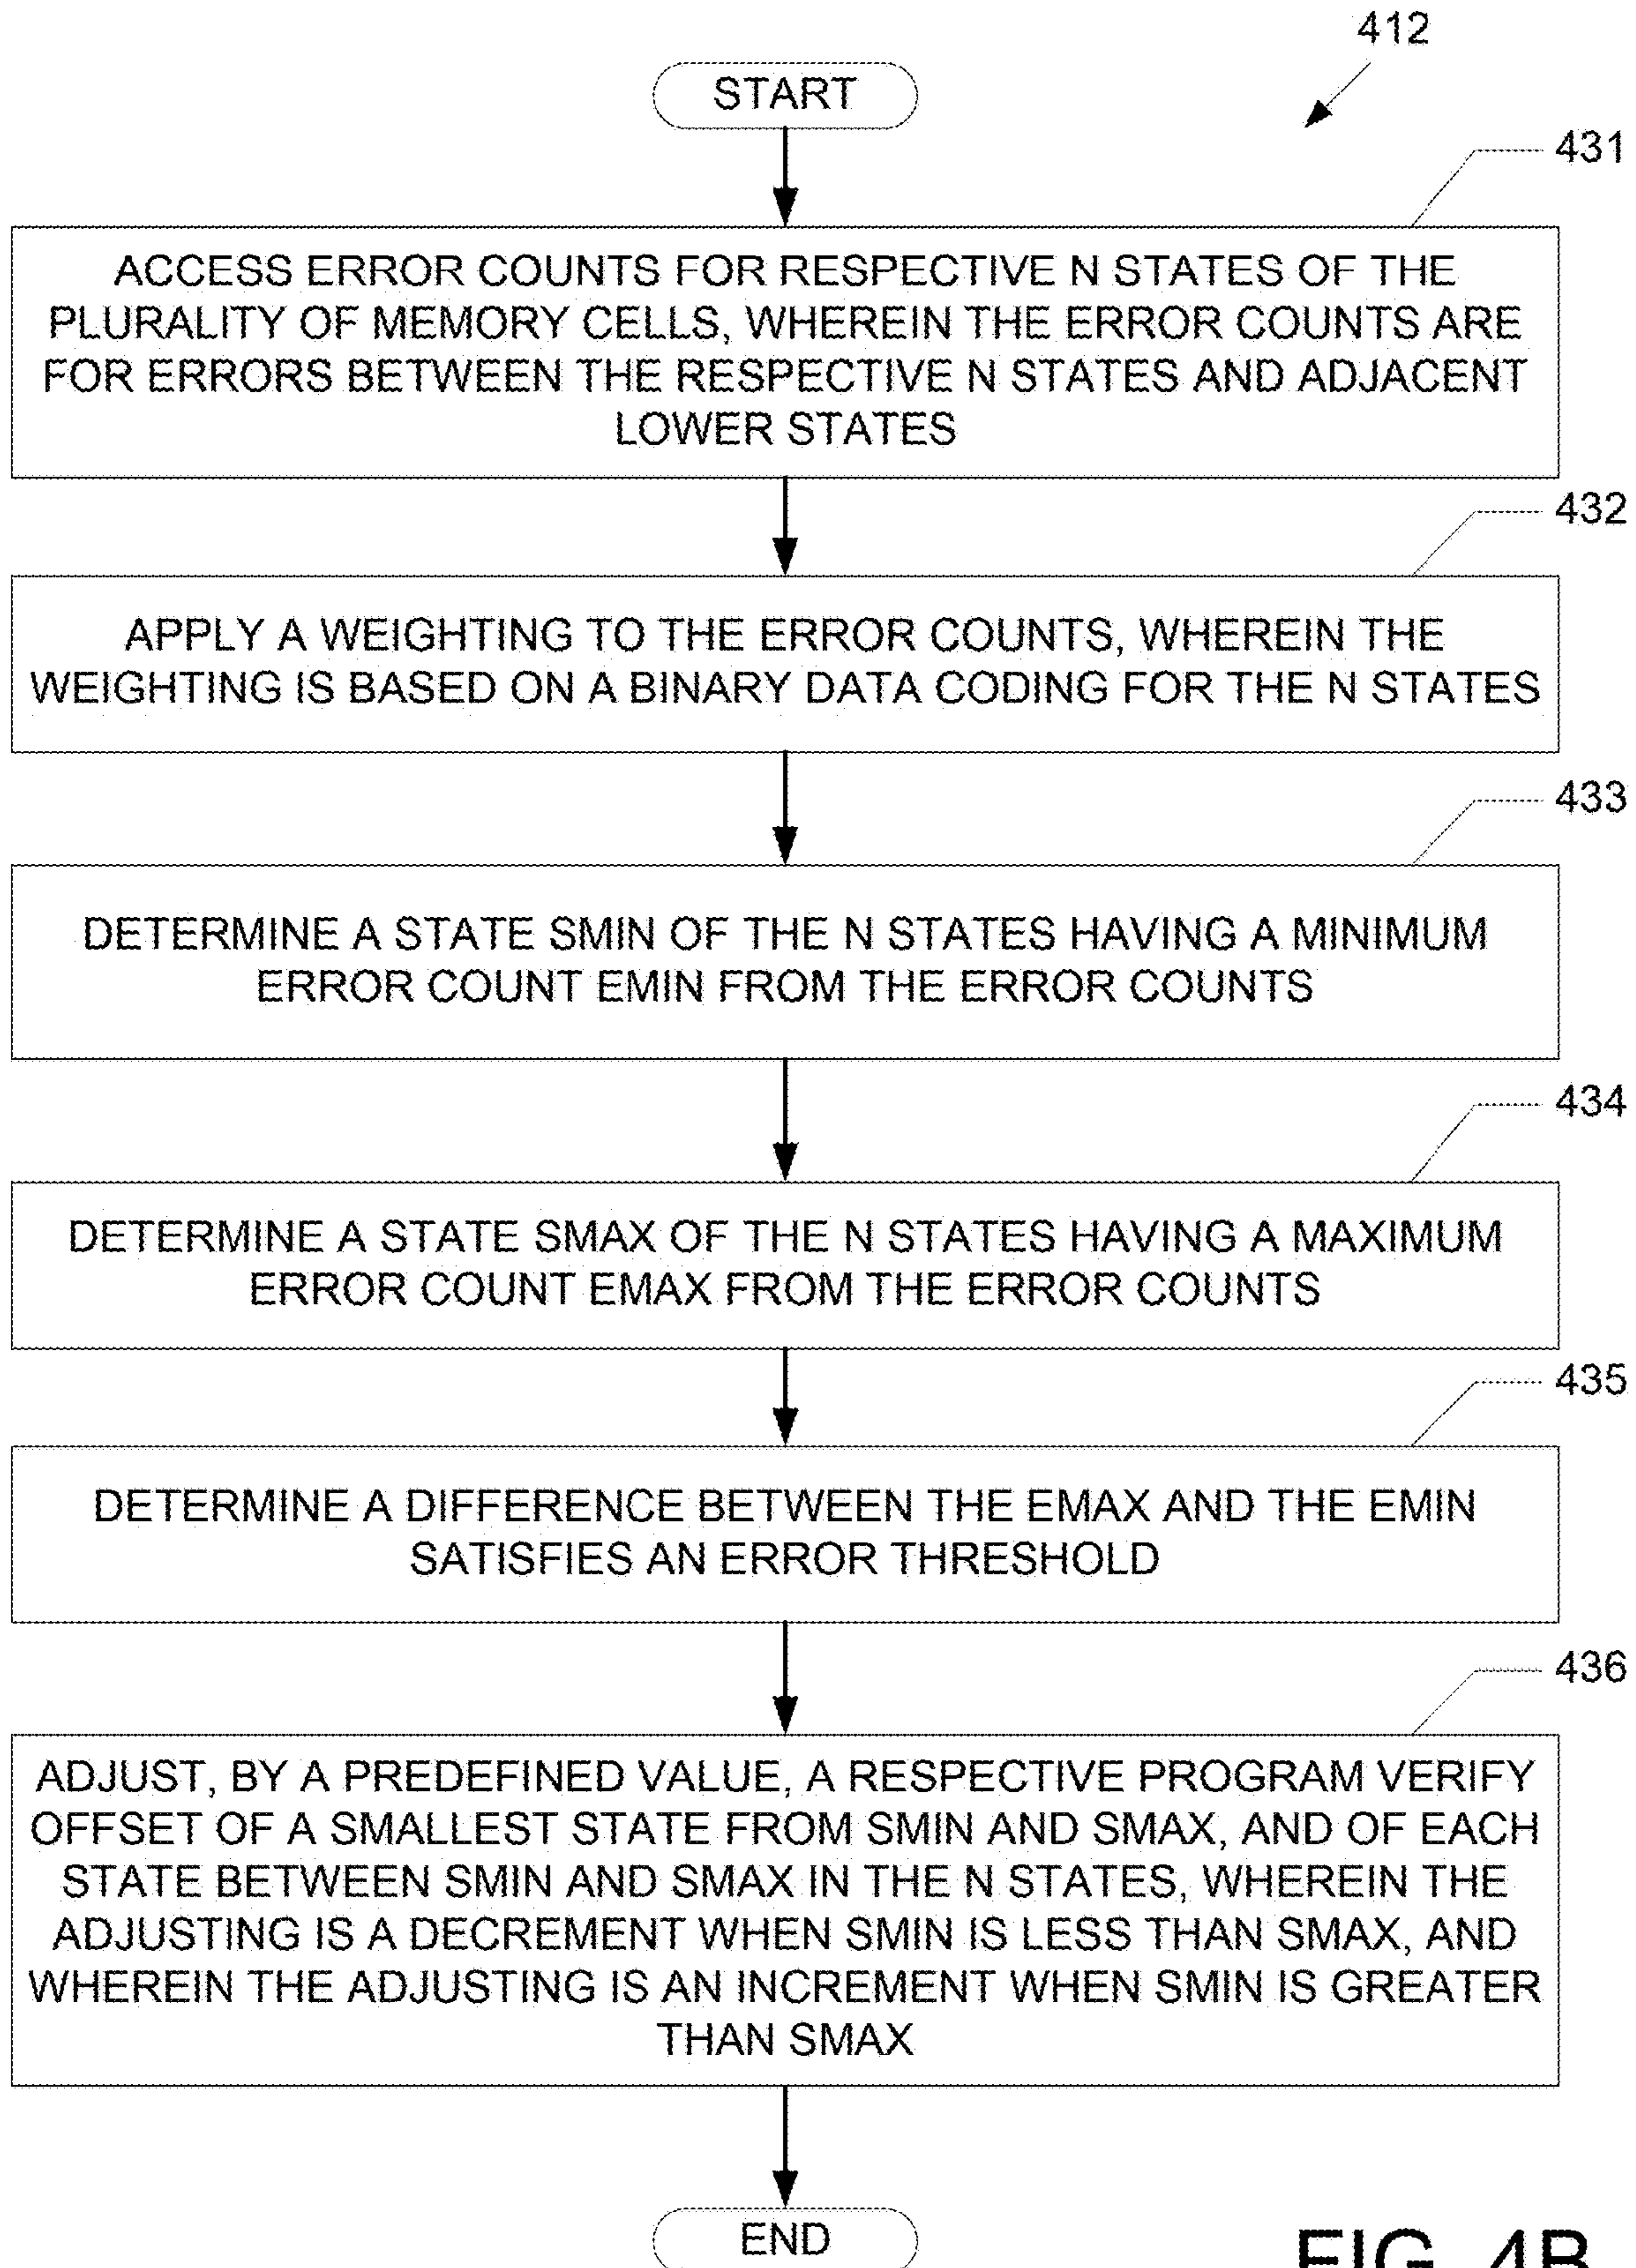 412
START
431
ACCESS ERROR COUNTS FOR RESPECTIVE N STATES OF THE
PLURALITY OF MEMORY CELLS, WHEREIN THE ERROR COUNTS ARE
FOR ERRORS BETWEEN THE RESPECTIVE N STATES AND ADJACENT
LOWER STATES
432
APPLY A WEIGHTING TO THE ERROR COUNTS, WHEREIN THE
WEIGHTING IS BASED ON A BINARY DATA CODING FOR THE N STATES
433
DETERMINE A STATE SMIN OF THE N STATES HAVING A MINIMUM
ERROR COUNT EMIN FROM THE ERROR COUNTS
434
DETERMINE A STATE SMAX OF THE N STATES HAVING A MAXIMUM
ERROR COUNT EMAX FROM THE ERROR COUNTS
435
DETERMINE A DIFFERENCE BETWEEN THE EMAX AND THE EMIN
SATISFIES AN ERROR THRESHOLD
436
ADJUST, BY A PREDEFINED VALUE, A RESPECTIVE PROGRAM VERIFY
OFFSET OF A SMALLEST STATE FROM SMIN AND SMAX, AND OF EACH
STATE BETWEEN SMIN AND SMAX IN THE N STATES, WHEREIN THE
ADJUSTING IS A DECREMENT WHEN SMIN IS LESS THAN SMAX, AND
WHEREIN THE ADJUSTING IS AN INCREMENT WHEN SMIN IS GREATER
THAN SMAX
END
FIG. 4B